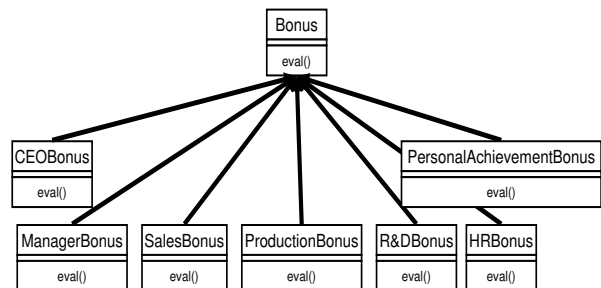 Bonus
eval()
CEOBonus
eval()
PersonalAchievementBonus
eval()
ManagerBonus
eval()
SalesBonus
eval()
ProductionBonus
eval()
R&DBonus
eval()
HRBonus
eval()